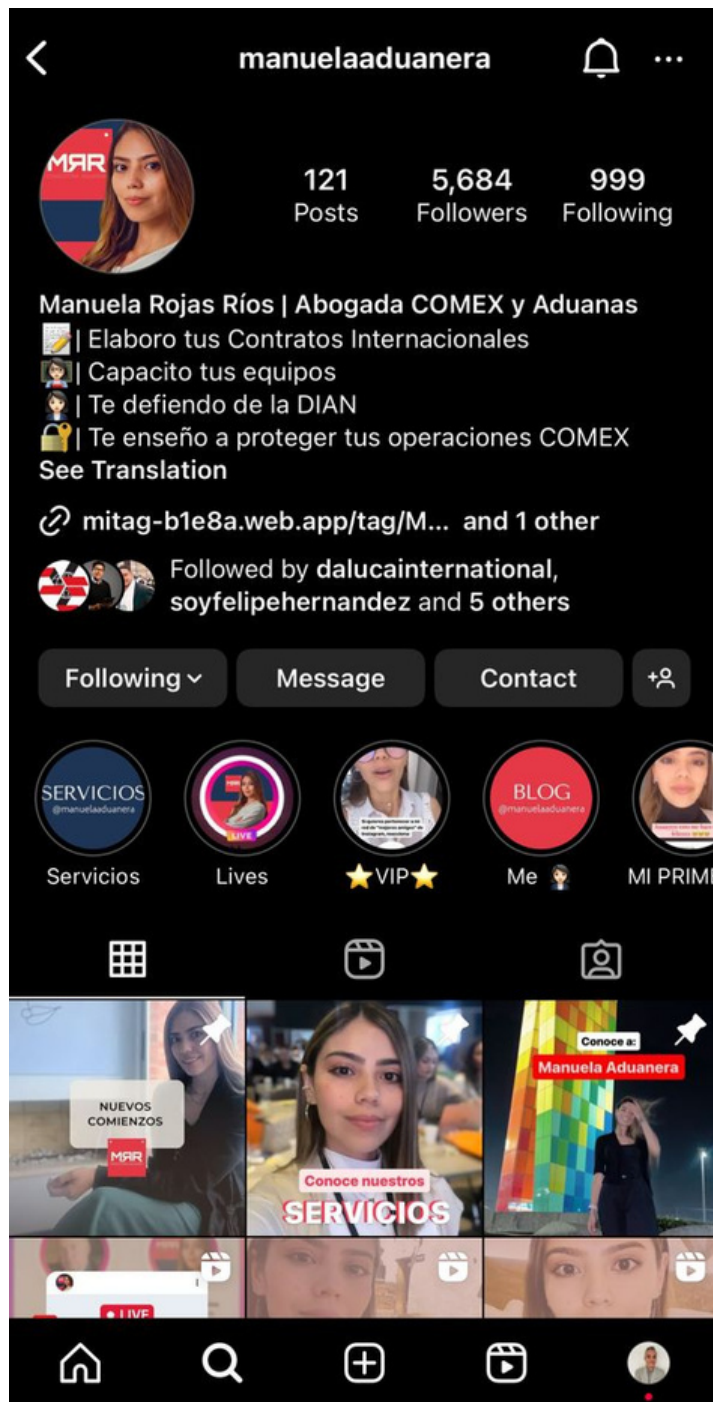 manuelaaduanera
MRR
121
5,684
999
Posts
Followers
Following
Manuela Rojas Ríos | Abogada COMEX y Aduanas
📝| Elaboro tus Contratos Internacionales
👩🏻‍🏫| Capacito tus equipos
👩🏻‍💼| Te defiendo de la DIAN
🔐| Te enseño a proteger tus operaciones COMEX
See Translation
mitag-b1e8a.web.app/tag/M... and 1 other
Followed by dalucainternational,
soyfelipehernandez and 5 others
Following
Message
Contact
SERVICIOS
@manuelaaduanera
LIVE
BLOG
@manuelaaduanera
Servicios
Lives
⭐VIP⭐
Me 👩🏻‍💼
MI PRIME
NUEVOS
COMIENZOS
MRR
Conoce nuestros
SERVICIOS
Conoce a:
Manuela Aduanera
LIVE